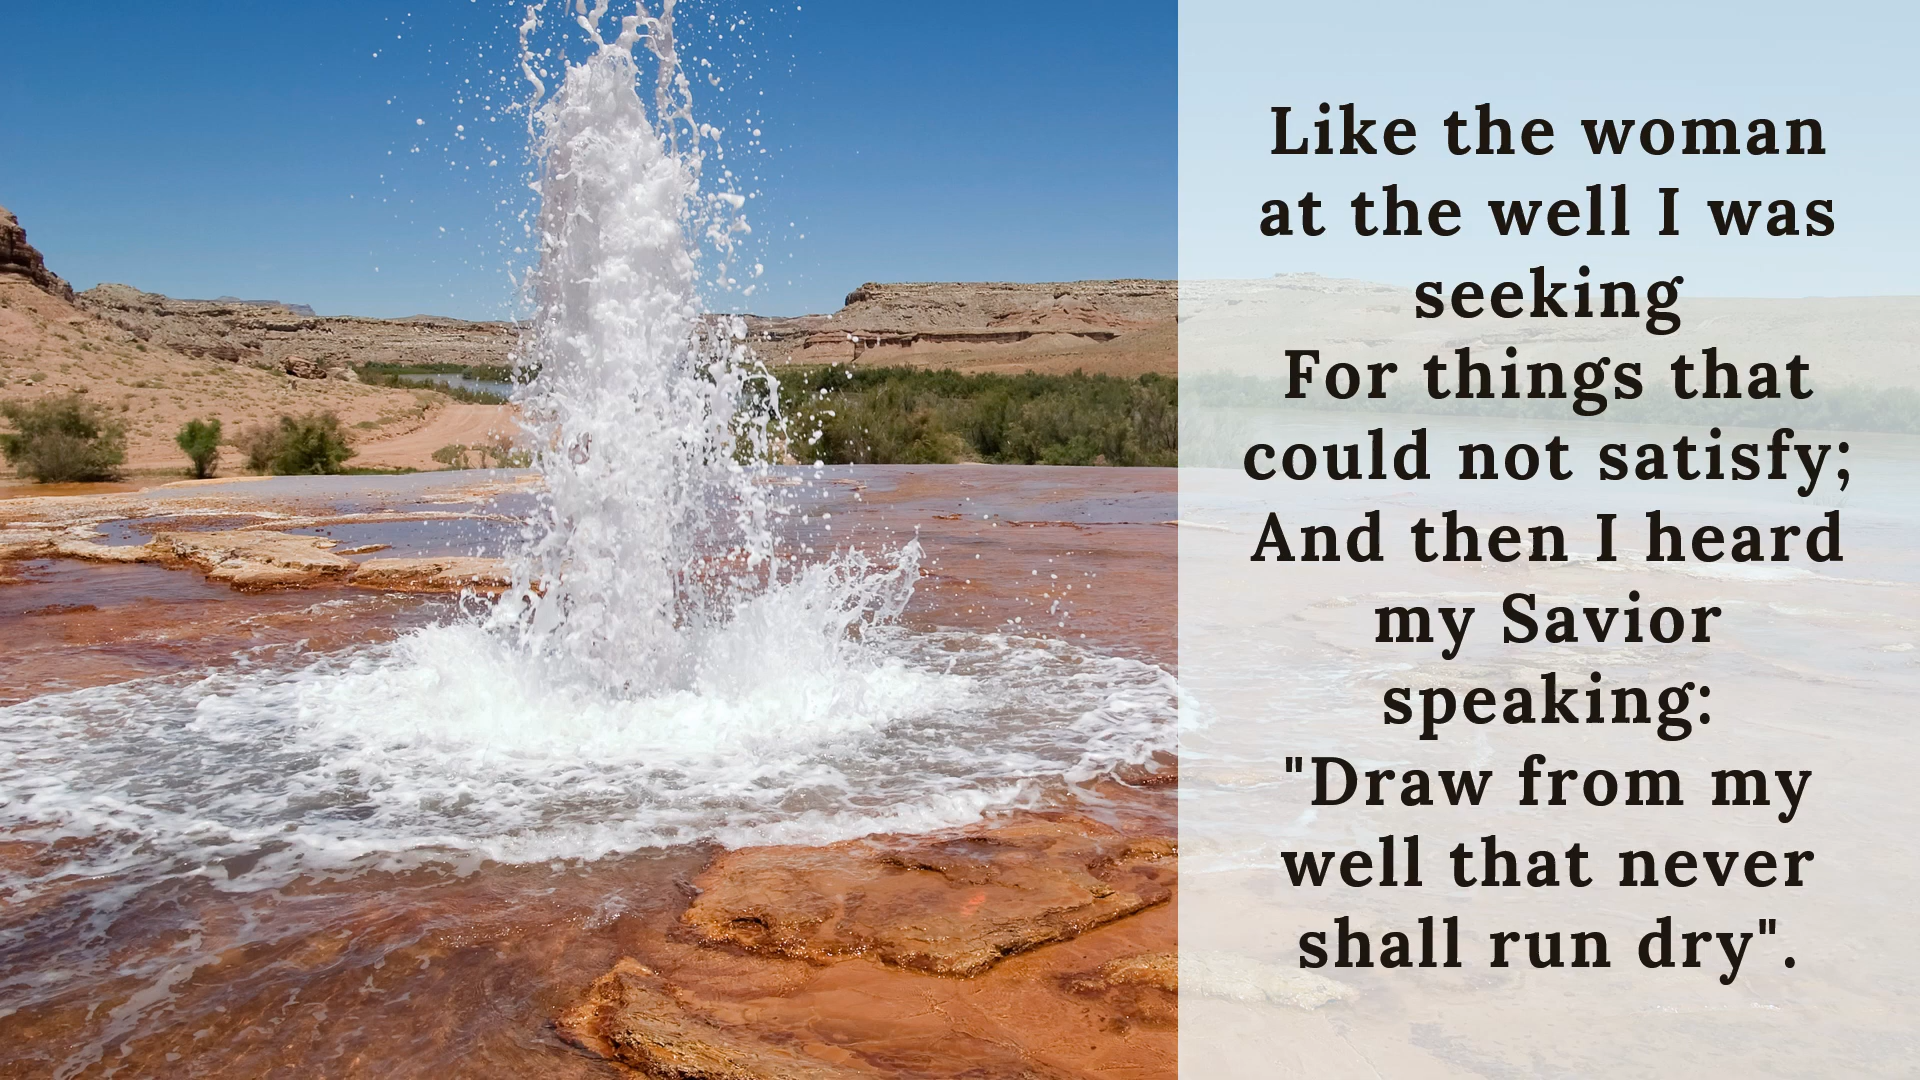 Like the woman
at the well I was
seeking
For things that
could not satisfy;
And then I heard
my Savior
speaking:
"Draw from my
well that never
shall run dry".